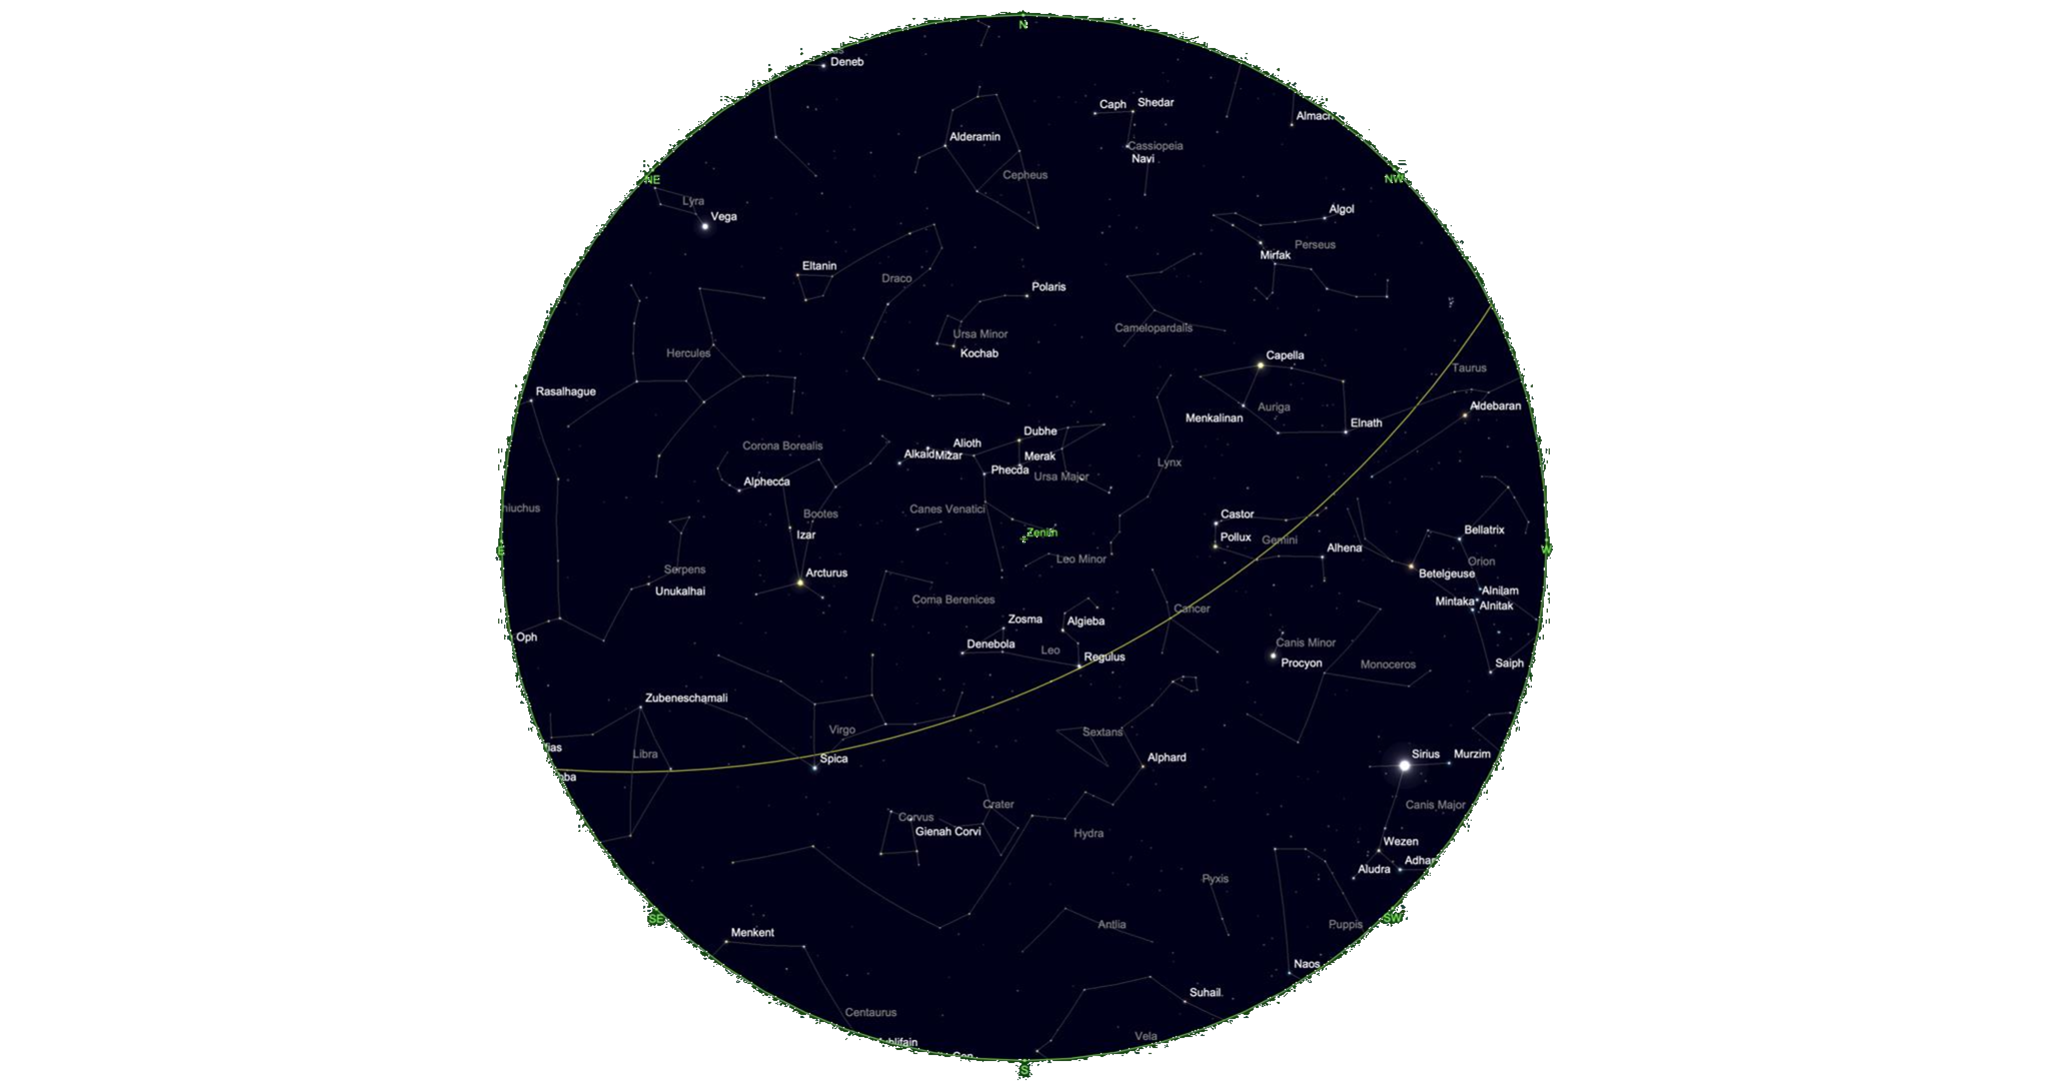 N
Deneb
Caph
Shedar
Almach
Alderamin
Cassiopeia
Navi
Cepheus
NE
NW
Lyra
Vega
Algol
Perseus
Mirfak
Eltanin
Draco
Polaris
Camelopardalis
Ursa Minor
Kochab
Hercules
Capella
Taurus
Rasalhague
Aldebaran
Auriga
Menkalinan
Elnath
Corona Borealis
Alkaid
Mizar
Alioth
Dubhe
Merak
Phecda
Ursa Major
Lynx
Alphecca
hiuchus
Bootes
Canes Venatici
Castor
Izar
Zenith
Pollux
Gemini
Alhena
Bellatrix
E
W
Leo Minor
Orion
Serpens
Arcturus
Betelgeuse
Unukalhai
Coma Berenices
Cancer
Alnilam
Mintaka
Alnitak
Zosma
Algieba
Oph
Denebola
Leo
Regulus
Canis Minor
Procyon
Monoceros
Saiph
Zubeneschamali
Virgo
Sextans
Libra
Spica
Alphard
Sirius
Murzim
ias
ba
Crater
Corvus
Gienah Corvi
Hydra
Canis Major
Wezen
Adhar
Aludra
Pyxis
SE
SW
Menkent
Antlia
Puppis
Naos
Suhail
Centaurus
Vela
hlifain
S